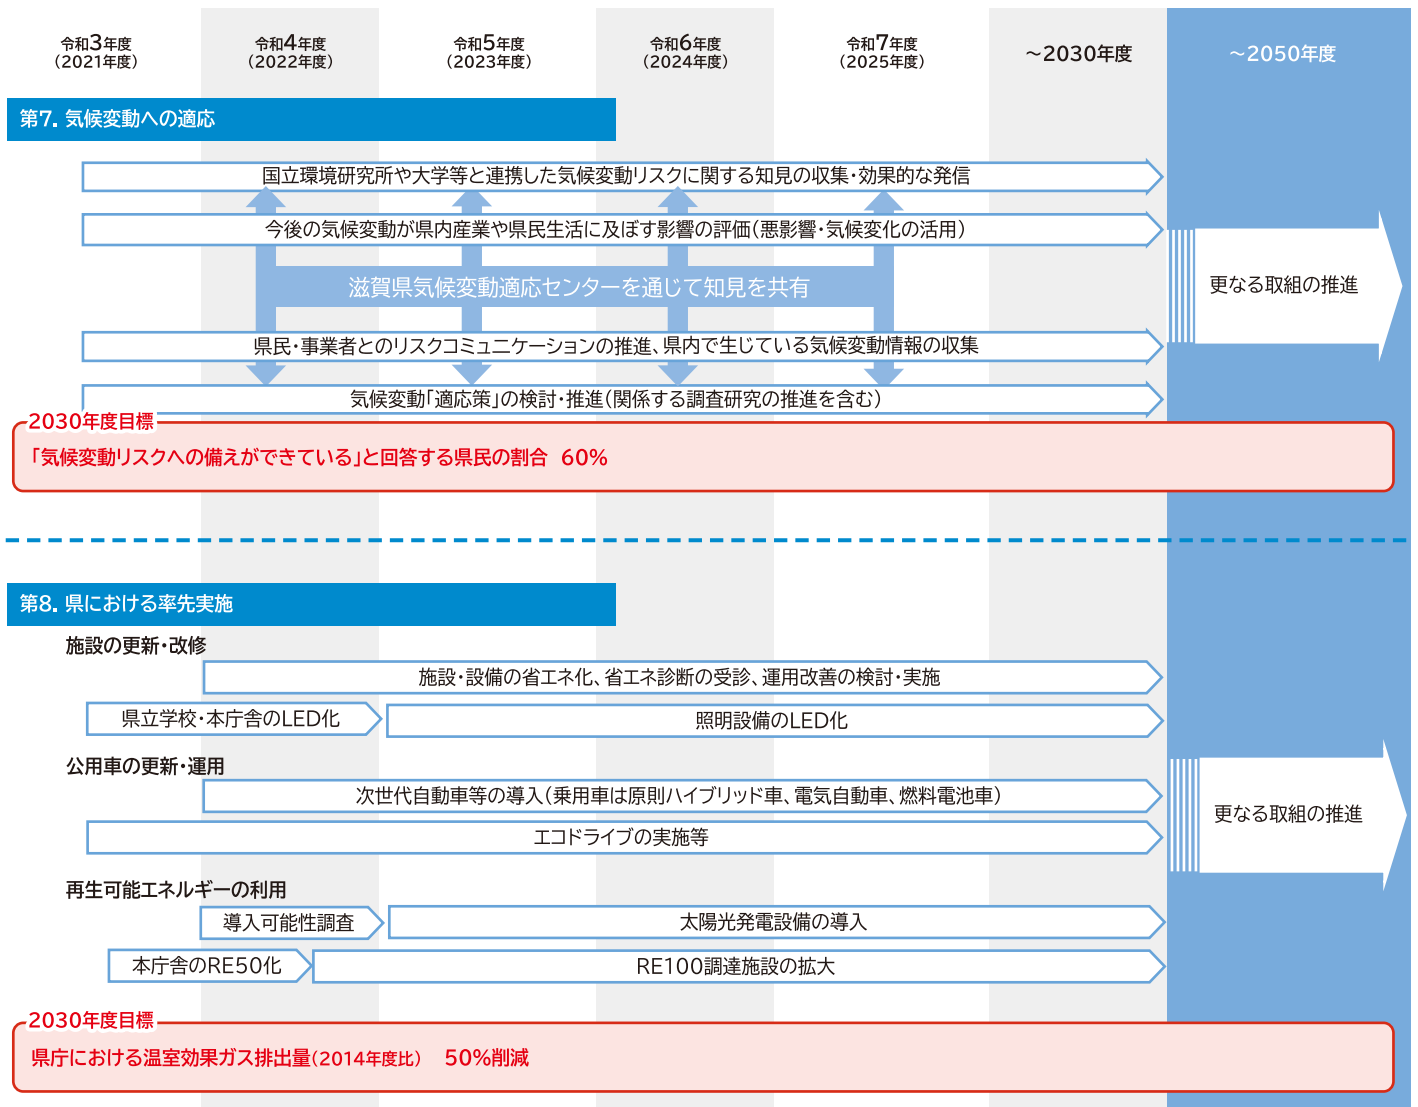 令和3年度
（2021年度）
令和4年度
（2022年度）
令和5年度
（2023年度）
令和6年度
（2024年度）
令和7年度
（2025年度）
～2030年度
～2050年度
第7．気候変動への適応
国立環境研究所や大学等と連携した気候変動リスクに関する知見の収集・効果的な発信
今後の気候変動が県内産業や県民生活に及ぼす影響の評価（悪影響・気候変化の活用）
滋賀県気候変動適応センターを通じて知見を共有
更なる取組の推進
県民・事業者とのリスクコミュニケーションの推進、県内で生じている気候変動情報の収集
気候変動「適応策」の検討・推進（関係する調査研究の推進を含む）
2030年度目標
「気候変動リスクへの備えができている」と回答する県民の割合 60%
第8．県における率先実施
施設の更新・改修
施設・設備の省エネ化、省エネ診断の受診、運用改善の検討・実施
県立学校・本庁舎のLED化
照明設備のLED化
公用車の更新・運用
次世代自動車等の導入（乗用車は原則ハイブリッド車、電気自動車、燃料電池車）
更なる取組の推進
エコドライブの実施等
再生可能エネルギーの利用
導入可能性調査
太陽光発電設備の導入
本庁舎のRE50化
RE100調達施設の拡大
2030年度目標
県庁における温室効果ガス排出量（2014年度比） 50%削減